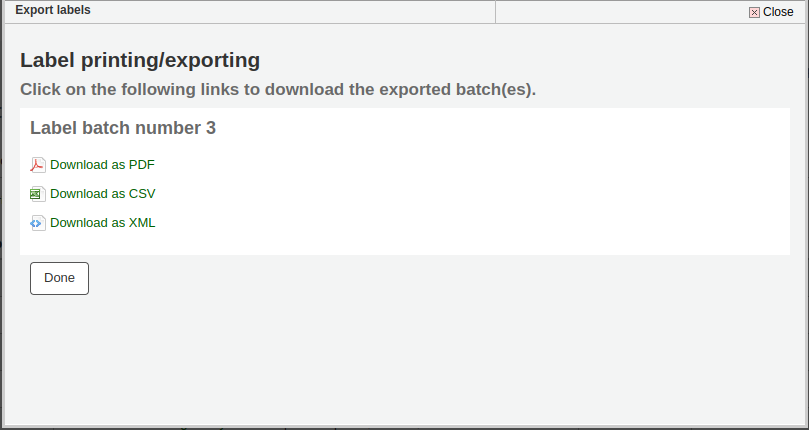 Export labels
Close
Label printing/exporting
Click on the following links to download the exported batch(es).
Label batch number 3
Download as PDF
Download as CSV
Download as XML
Done